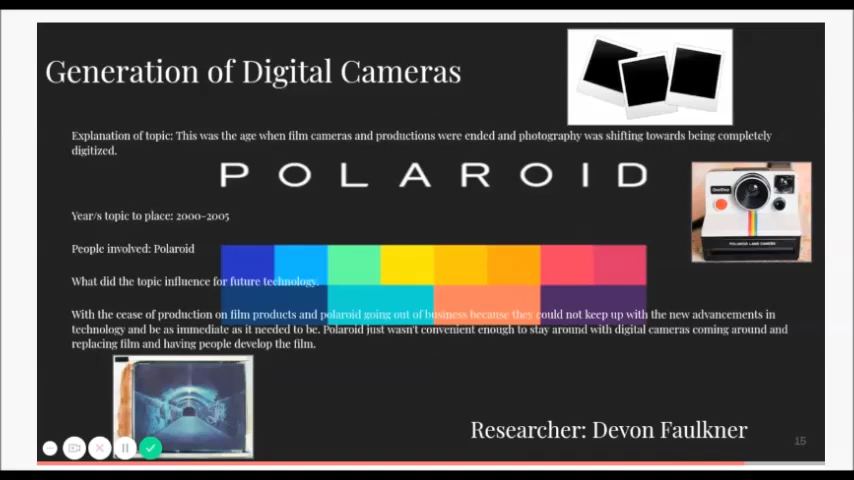 Generation of Digital Cameras
Explanation of topic: This was the age when film cameras and productions were ended and photography was shifting towards being completely
digitized.
POLAROID
Year/s topic to place: 2000-2005
People involved: Polaroid
What did the topic influence for future technology.
With the cease of production on film products and polaroid going out of business because they could not keep up with the new advancements in
technology and be as immediate as it needed to be. Polaroid just wasn't convenient enough to stay around with digital cameras coming around and
replacing film and having people develop the film.
POLAROID LAND CAMERA
Researcher: Devon Faulkner
15